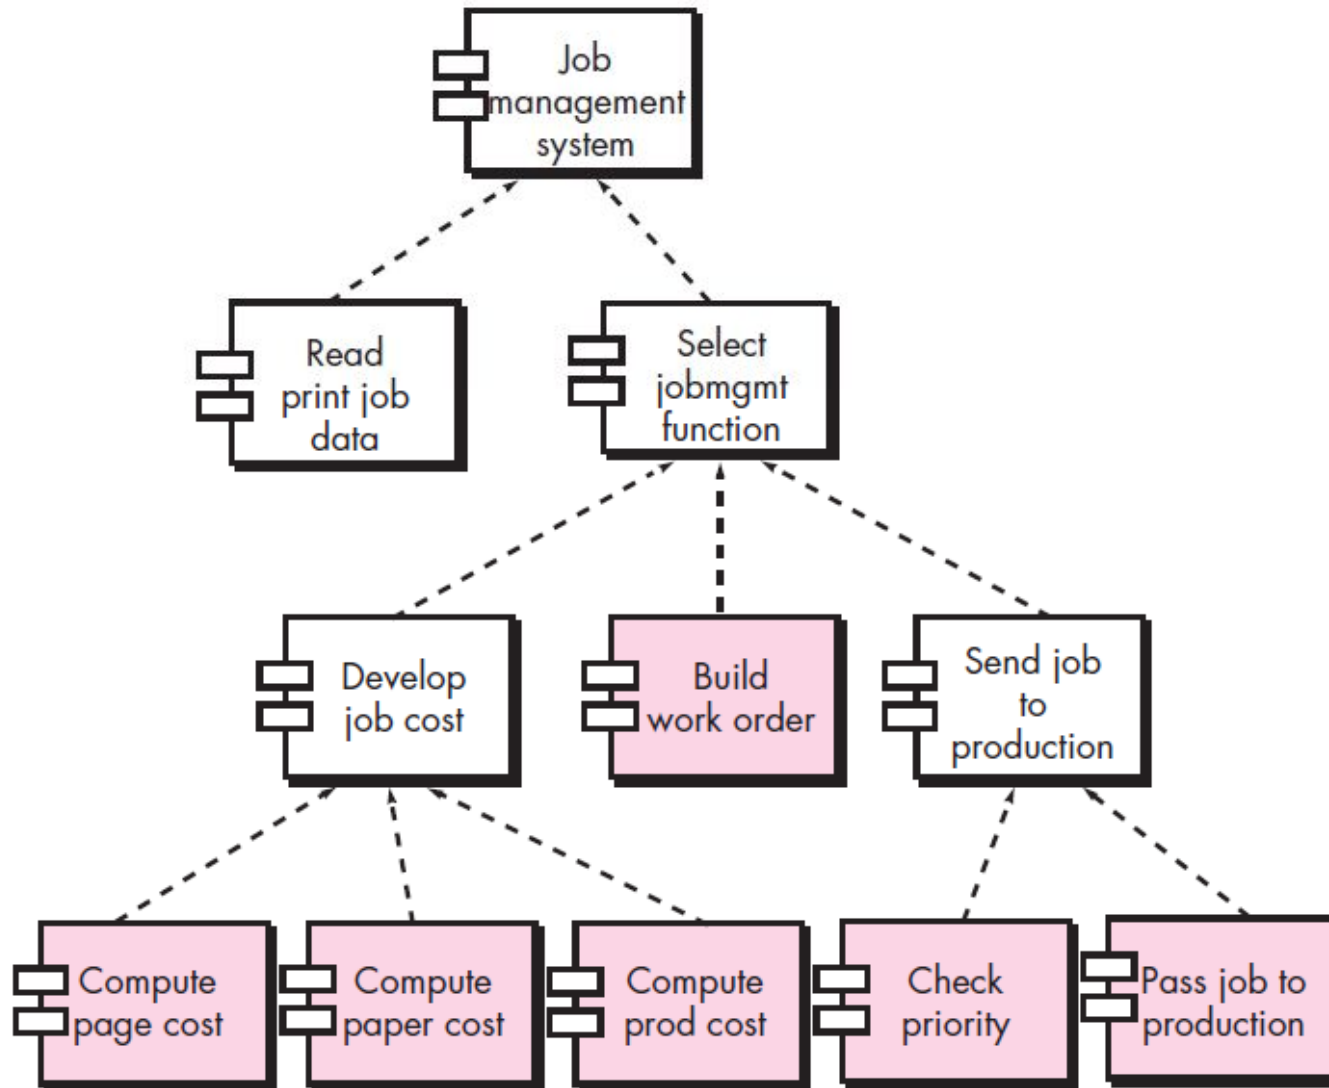 Job
management
system
Read
print job
data
Select
jobmgmt
function
Develop
job cost
Build
work order
Send job
to
production
Compute
page cost
Compute
paper cost
Compute
prod cost
Check
priority
Pass job to
production